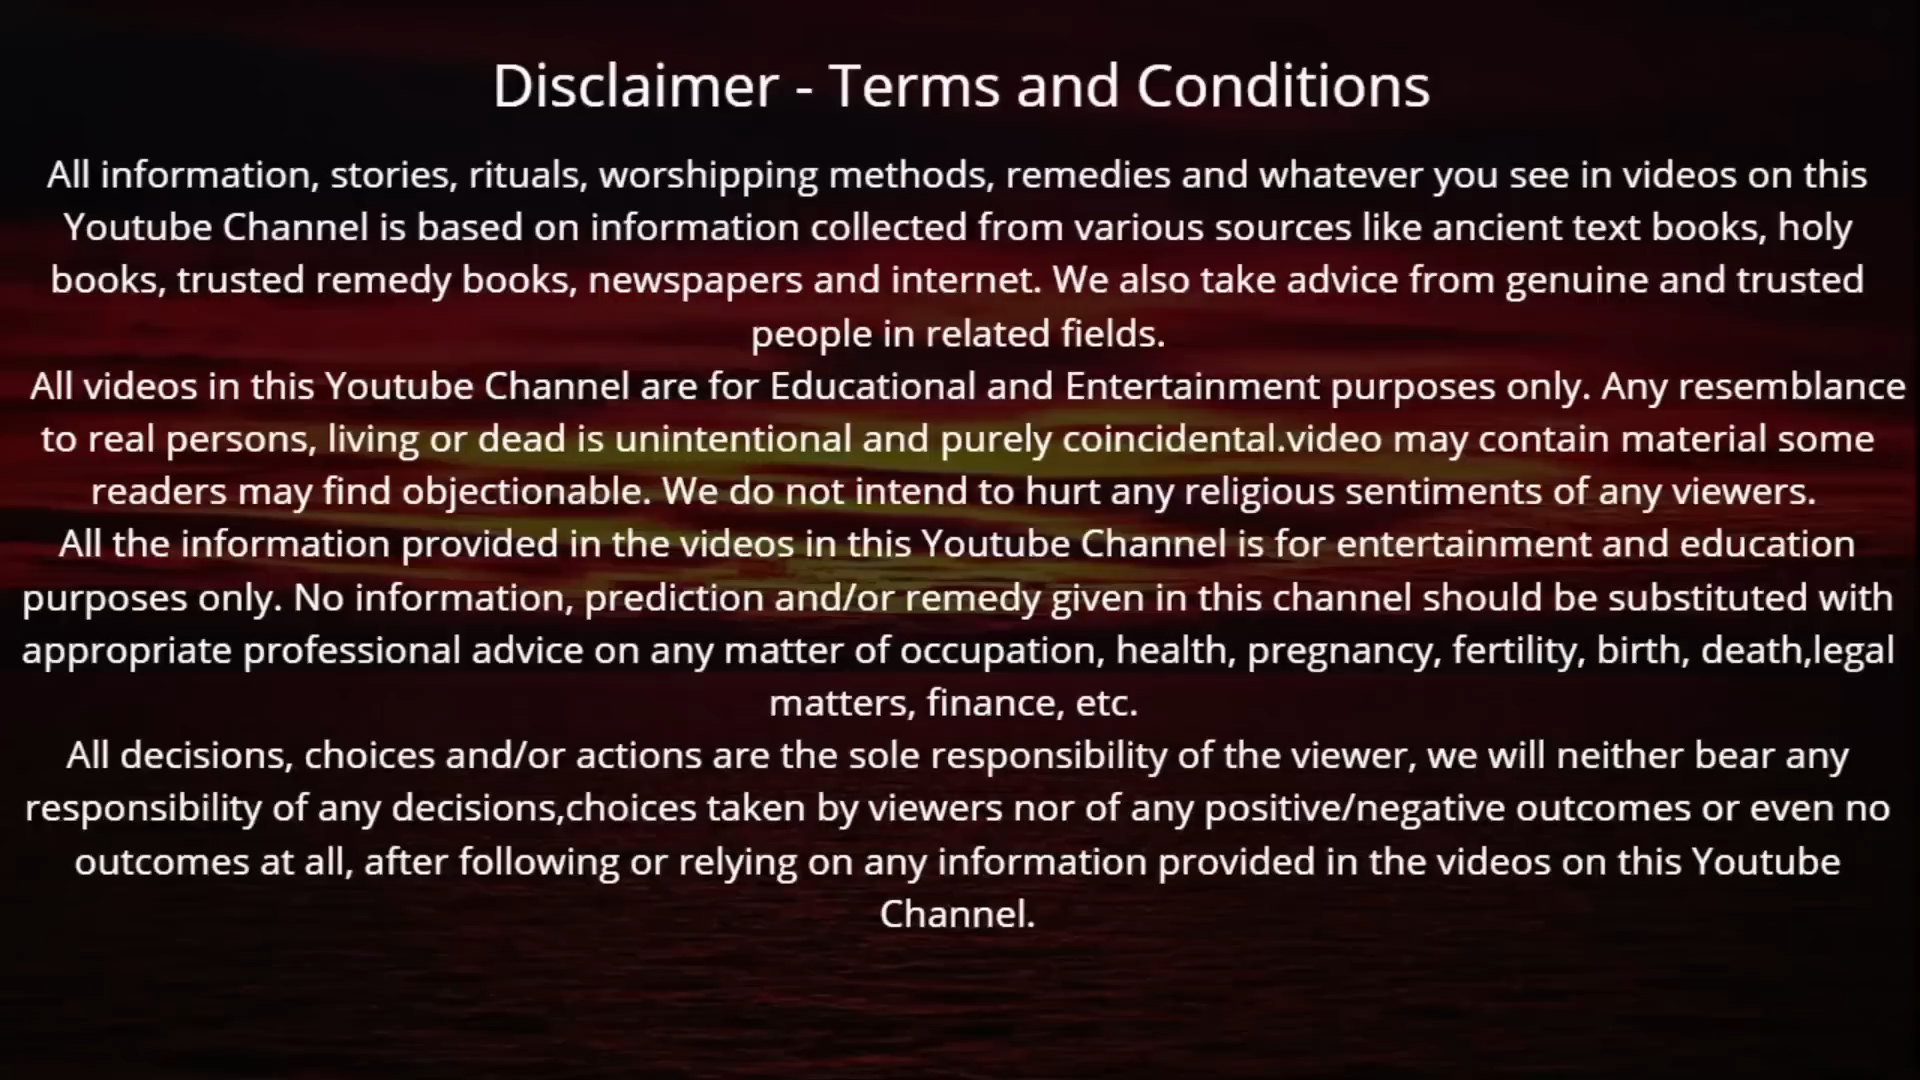 Disclaimer - Terms and Conditions
All information, stories, rituals, worshipping methods, remedies and whatever you see in videos on this
Youtube Channel is based on information collected from various sources like ancient text books, holy
books, trusted remedy books, newspapers and internet. We also take advice from genuine and trusted
people in related fields.
All videos in this Youtube Channel are for Educational and Entertainment purposes only. Any resemblance
to real persons, living or dead is unintentional and purely coincidental.video may contain material some
readers may find objectionable. We do not intend to hurt any religious sentiments of any viewers.
All the information provided in the videos in this Youtube Channel is for entertainment and education
purposes only. No information, prediction and/or remedy given in this channel should be substituted with
appropriate professional advice on any matter of occupation, health, pregnancy, fertility, birth, death,legal
matters, finance, etc.
All decisions, choices and/or actions are the sole responsibility of the viewer, we will neither bear any
responsibility of any decisions,choices taken by viewers nor of any positive/negative outcomes or even no
outcomes at all, after following or relying on any information provided in the videos on this Youtube
Channel.